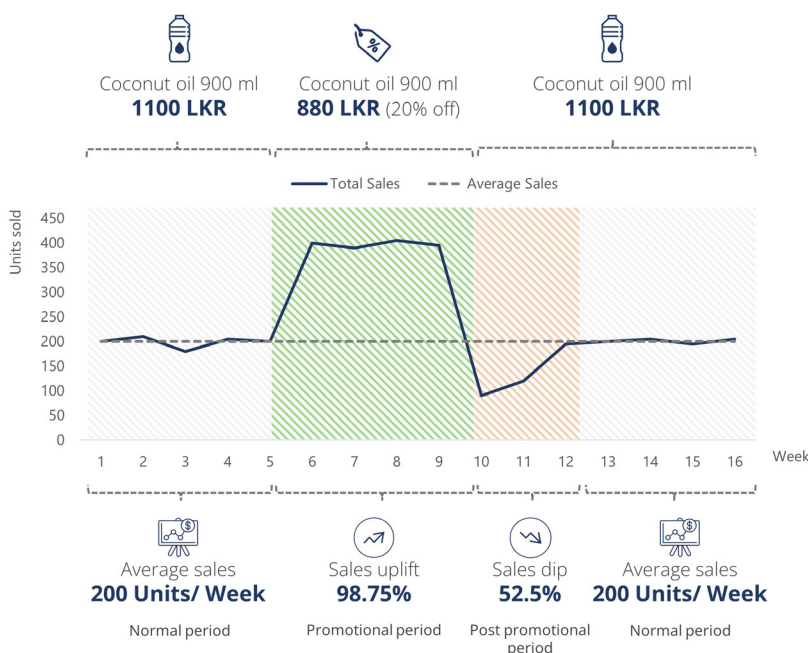 Coconut oil 900 ml
1100 LKR
%
Coconut oil 900 ml
880 LKR (20% off)
Coconut oil 900 ml
1100 LKR
Total Sales
Average Sales
Units sold
450
400
350
300
250
200
150
100
50
0
1 2 3 4 5 6 7 8 9 10 11 12 13 14 15 16
Week
$
Average sales
200 Units/ Week
Normal period
Sales uplift
98.75%
Promotional period
Sales dip
52.5%
Post promotional
period
$
Average sales
200 Units/ Week
Normal period